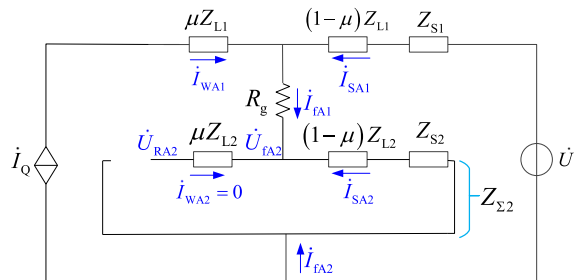 μZ_L1
(1−μ)Z_L1
Z_S1
İ_WA1
İ_SA1
R_g
İ_fA1
U̇_RA2
μZ_L2
U̇_fA2
(1−μ)Z_L2
Z_S2
İ_Q
U̇
İ_WA2 = 0
İ_SA2
Z_Σ2
İ_fA2